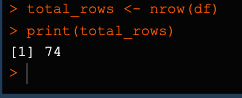 > total_rows <- nrow(df)
> print(total_rows)
[1] 74
>